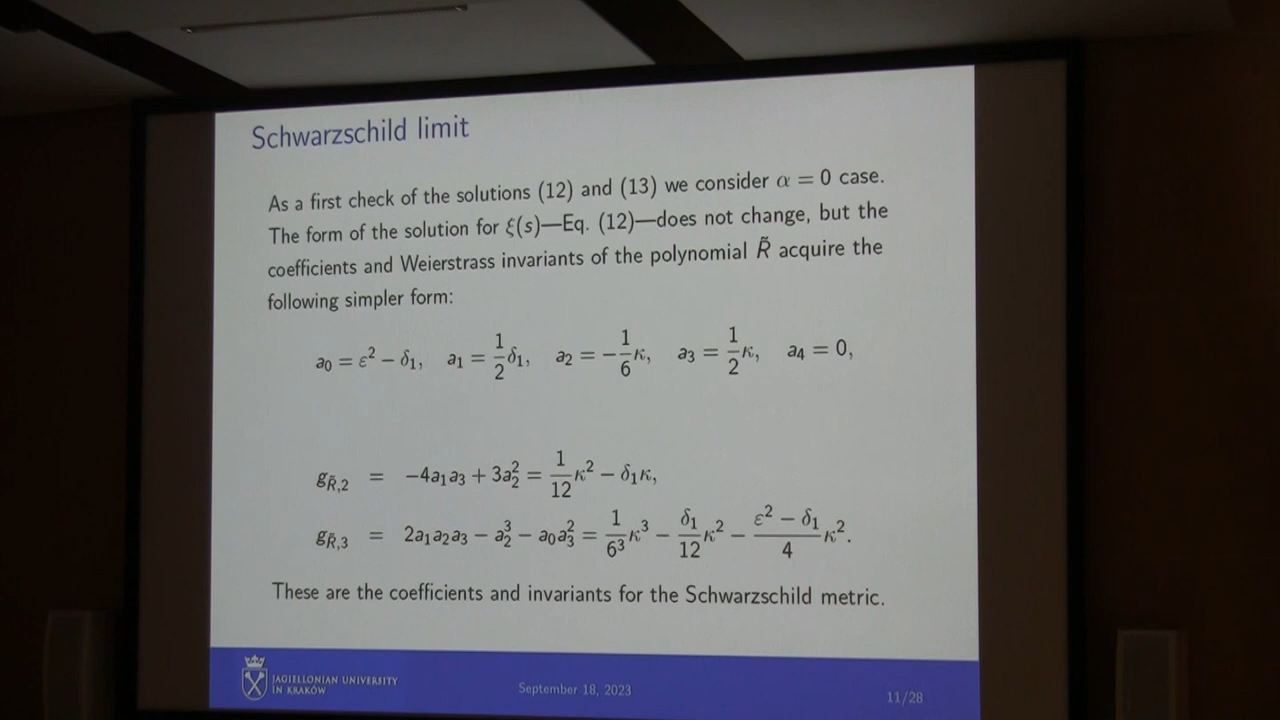 Schwarzschild limit
As a first check of the solutions (12) and (13) we consider α = 0 case.
The form of the solution for ξ(s)—Eq. (12)—does not change, but the
coefficients and Weierstrass invariants of the polynomial R̃ acquire the
following simpler form:
a₀ = ε² − δ₁, a₁ = 1/2 δ₁, a₂ = −1/6 κ, a₃ = 1/2 κ, a₄ = 0,
g_{R̃,2} = −4a₁a₃ + 3a₂² = 1/12 κ² − δ₁κ,
g_{R̃,3} = 2a₁a₂a₃ − a₂³ − a₀a₃² = 1/6³ κ³ − δ₁/12 κ² − (ε² − δ₁)/4 κ².
These are the coefficients and invariants for the Schwarzschild metric.
JAGIELLONIAN UNIVERSITY
IN KRAKÓW
September 18, 2023
11/28